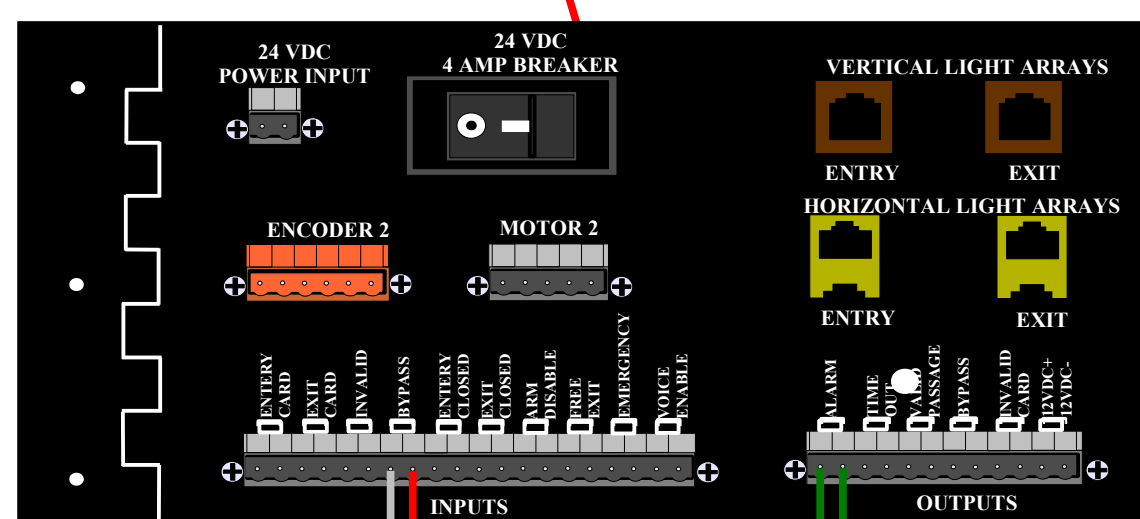 24 VDC
POWER INPUT
24 VDC
4 AMP BREAKER
VERTICAL LIGHT ARRAYS
ENTRY
EXIT
HORIZONTAL LIGHT ARRAYS
ENTRY
EXIT
ENCODER 2
MOTOR 2
ENTERY
CARD
EXIT
CARD
INVALID
BYPASS
ENTERY
CLOSED
EXIT
CLOSED
ARM
DISABLE
FREE
EXIT
EMERGENCY
VOICE
ENABLE
INPUTS
ALARM
TIME
OUT
PASSAGE
BYPASS
INVALID
CARD
12VDC+
12VDC-
OUTPUTS